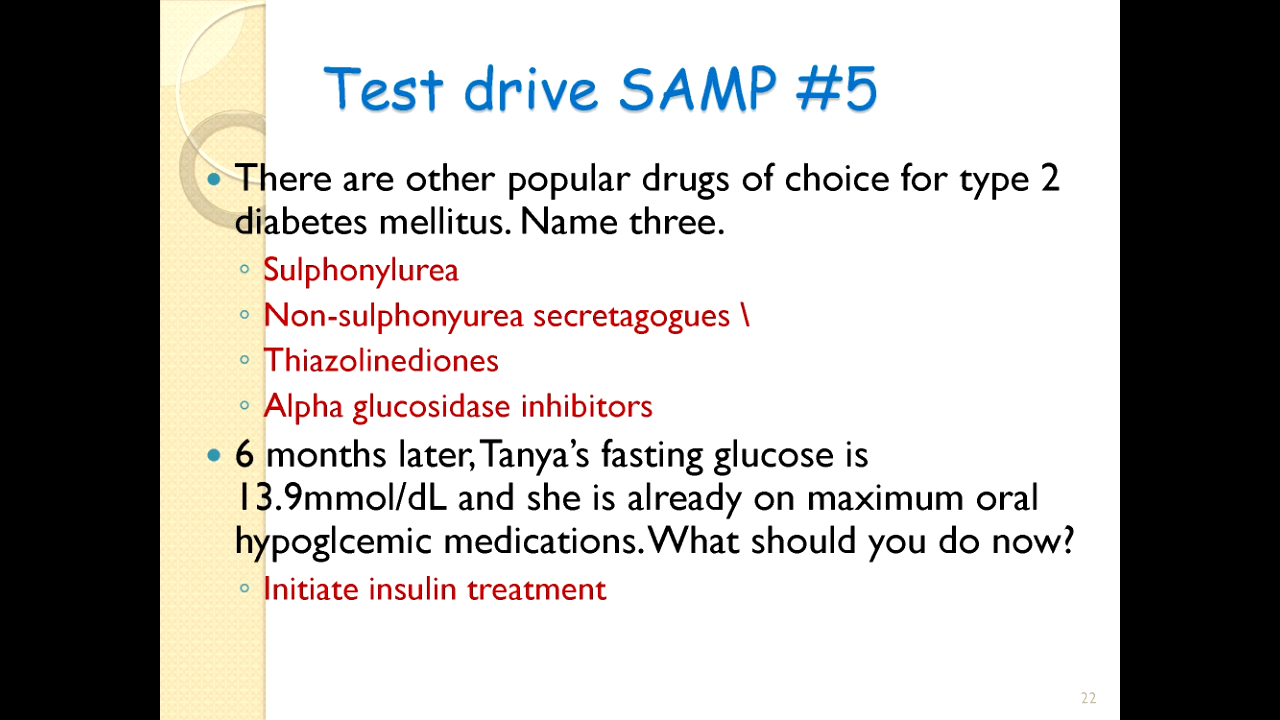 Test drive SAMP #5
There are other popular drugs of choice for type 2
diabetes mellitus. Name three.
Sulphonylurea
Non-sulphonyurea secretagogues \
Thiazolinediones
Alpha glucosidase inhibitors
6 months later, Tanya’s fasting glucose is
13.9mmol/dL and she is already on maximum oral
hypoglcemic medications. What should you do now?
Initiate insulin treatment
22